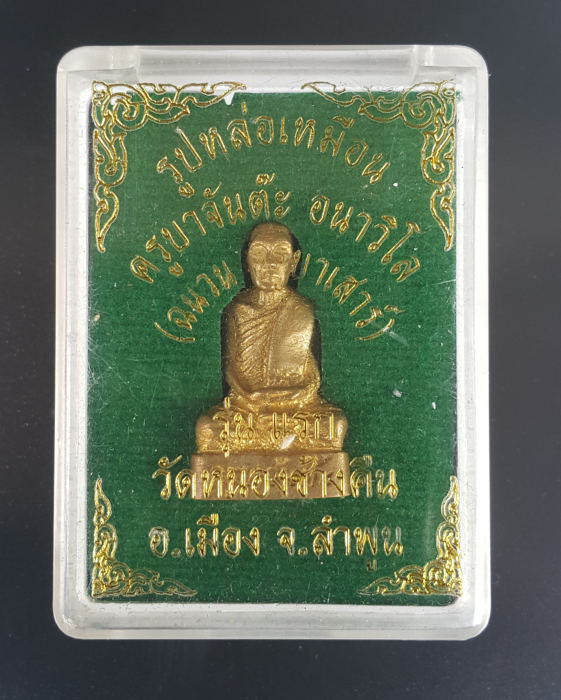 รูปหล่อเหมือน
ครูบาจันต๊ะ อนาวิโล
(ฉนวน ยาเสาร์)
รุ่น แรก
วัดหนองช้างคืน
อ.เมือง จ.ลำพูน